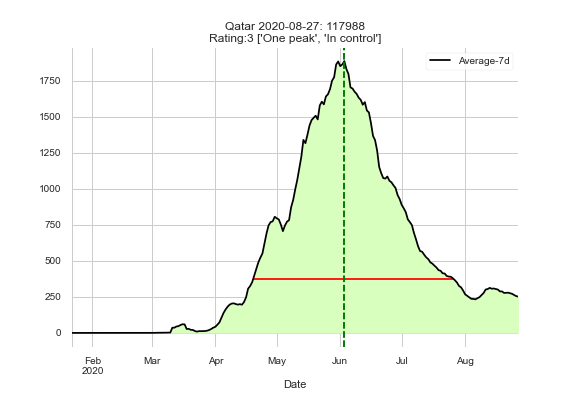 Qatar 2020-08-27: 117988
Rating:3 ['One peak', 'In control']
Average-7d
1750
1500
1250
1000
750
500
250
0
Feb Mar Apr May Jun Jul Aug
2020
Date